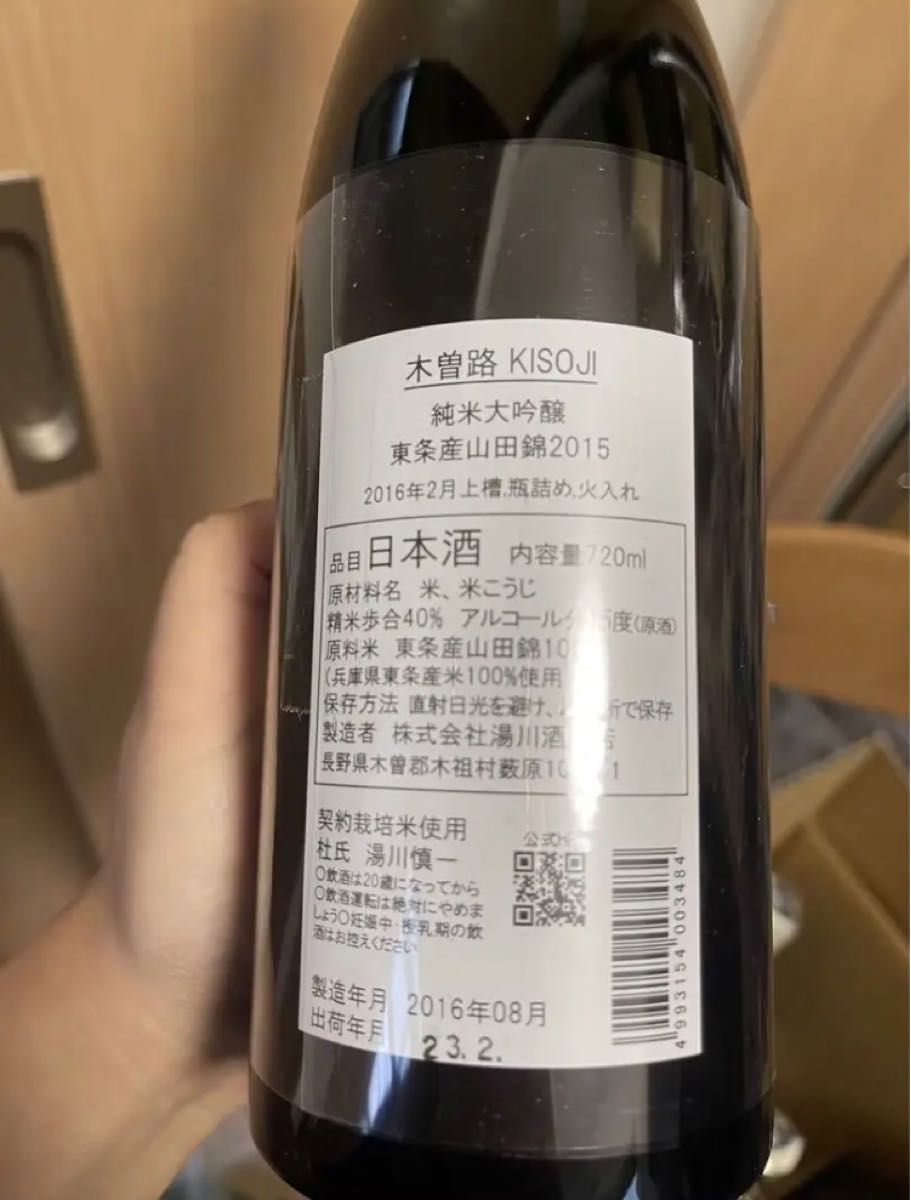 木曽路 KISOJI
純米大吟醸
東条産山田錦2015
2016年2月上槽,瓶詰め,火入れ
品目 日本酒 内容量720ml
原材料名 米、米こうじ
精米歩合40% アルコール分 5度(原酒)
原料米 東条産山田錦10
(兵庫県東条産米100%使用
保存方法 直射日光を避け、 所で保存
製造者 株式会社湯川酒
長野県木曽郡木祖村薮原10 1
契約栽培米使用
杜氏 湯川慎一
公式HP
○飲酒は20歳になってから
○飲酒運転は絶対にやめま
しょう○妊娠中・授乳期の飲
酒はお控えください
製造年月 2016年08月
出荷年月 23.2.
4993154003484